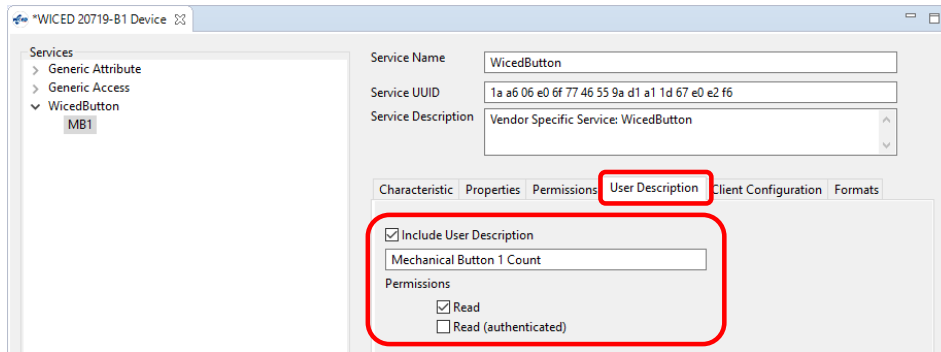 *WICED 20719-B1 Device
Services
Generic Attribute
Generic Access
WicedButton
MB1
Service Name
WicedButton
Service UUID
1a a6 06 e0 6f 77 46 55 9a d1 a1 1d 67 e0 e2 f6
Service Description
Vendor Specific Service: WicedButton
Characteristic Properties Permissions User Description Client Configuration Formats
Include User Description
Mechanical Button 1 Count
Permissions
Read
Read (authenticated)